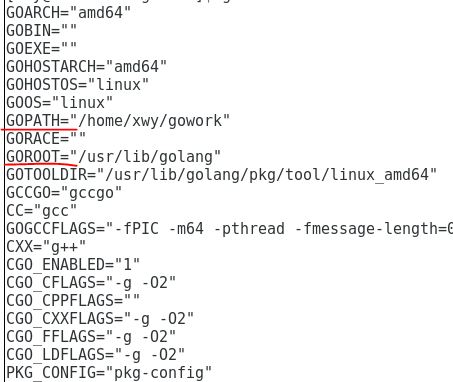 GOARCH="amd64"
GOBIN=""
GOEXE=""
GOHOSTARCH="amd64"
GOHOSTOS="linux"
GOOS="linux"
GOPATH="/home/xwy/gowork"
GORACE=""
GOROOT="/usr/lib/golang"
GOTOOLDIR="/usr/lib/golang/pkg/tool/linux_amd64"
GCCGO="gccgo"
CC="gcc"
GOGCCFLAGS="-fPIC -m64 -pthread -fmessage-length=0
CXX="g++"
CGO_ENABLED="1"
CGO_CFLAGS="-g -O2"
CGO_CPPFLAGS=""
CGO_CXXFLAGS="-g -O2"
CGO_FFLAGS="-g -O2"
CGO_LDFLAGS="-g -O2"
PKG_CONFIG="pkg-config"